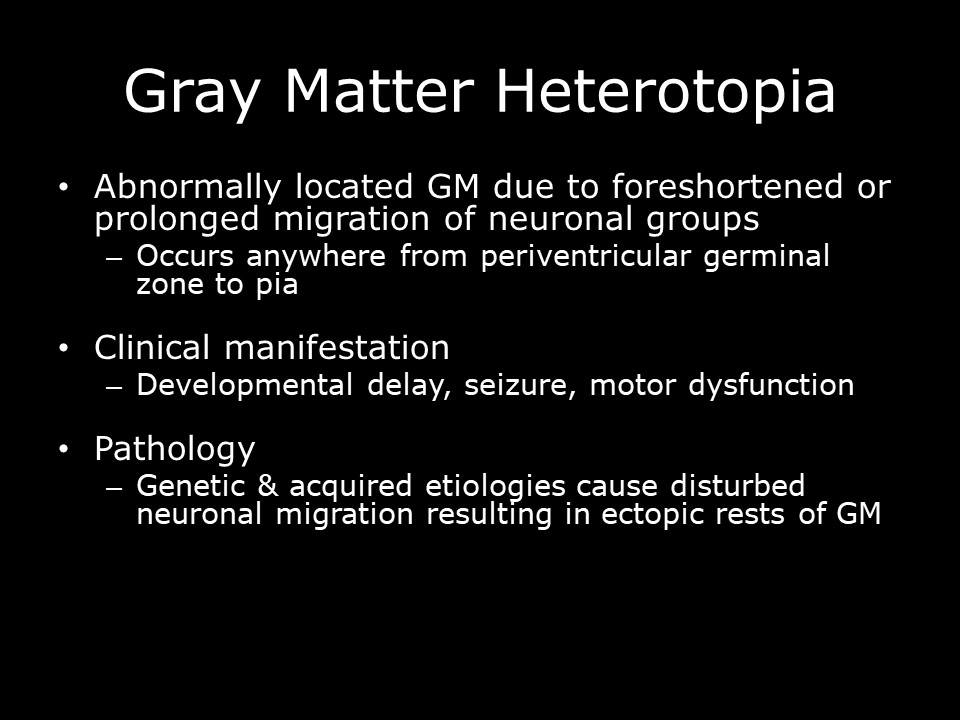 Gray Matter Heterotopia
• Abnormally located GM due to foreshortened or
prolonged migration of neuronal groups
– Occurs anywhere from periventricular germinal
zone to pia
• Clinical manifestation
– Developmental delay, seizure, motor dysfunction
• Pathology
– Genetic & acquired etiologies cause disturbed
neuronal migration resulting in ectopic rests of GM